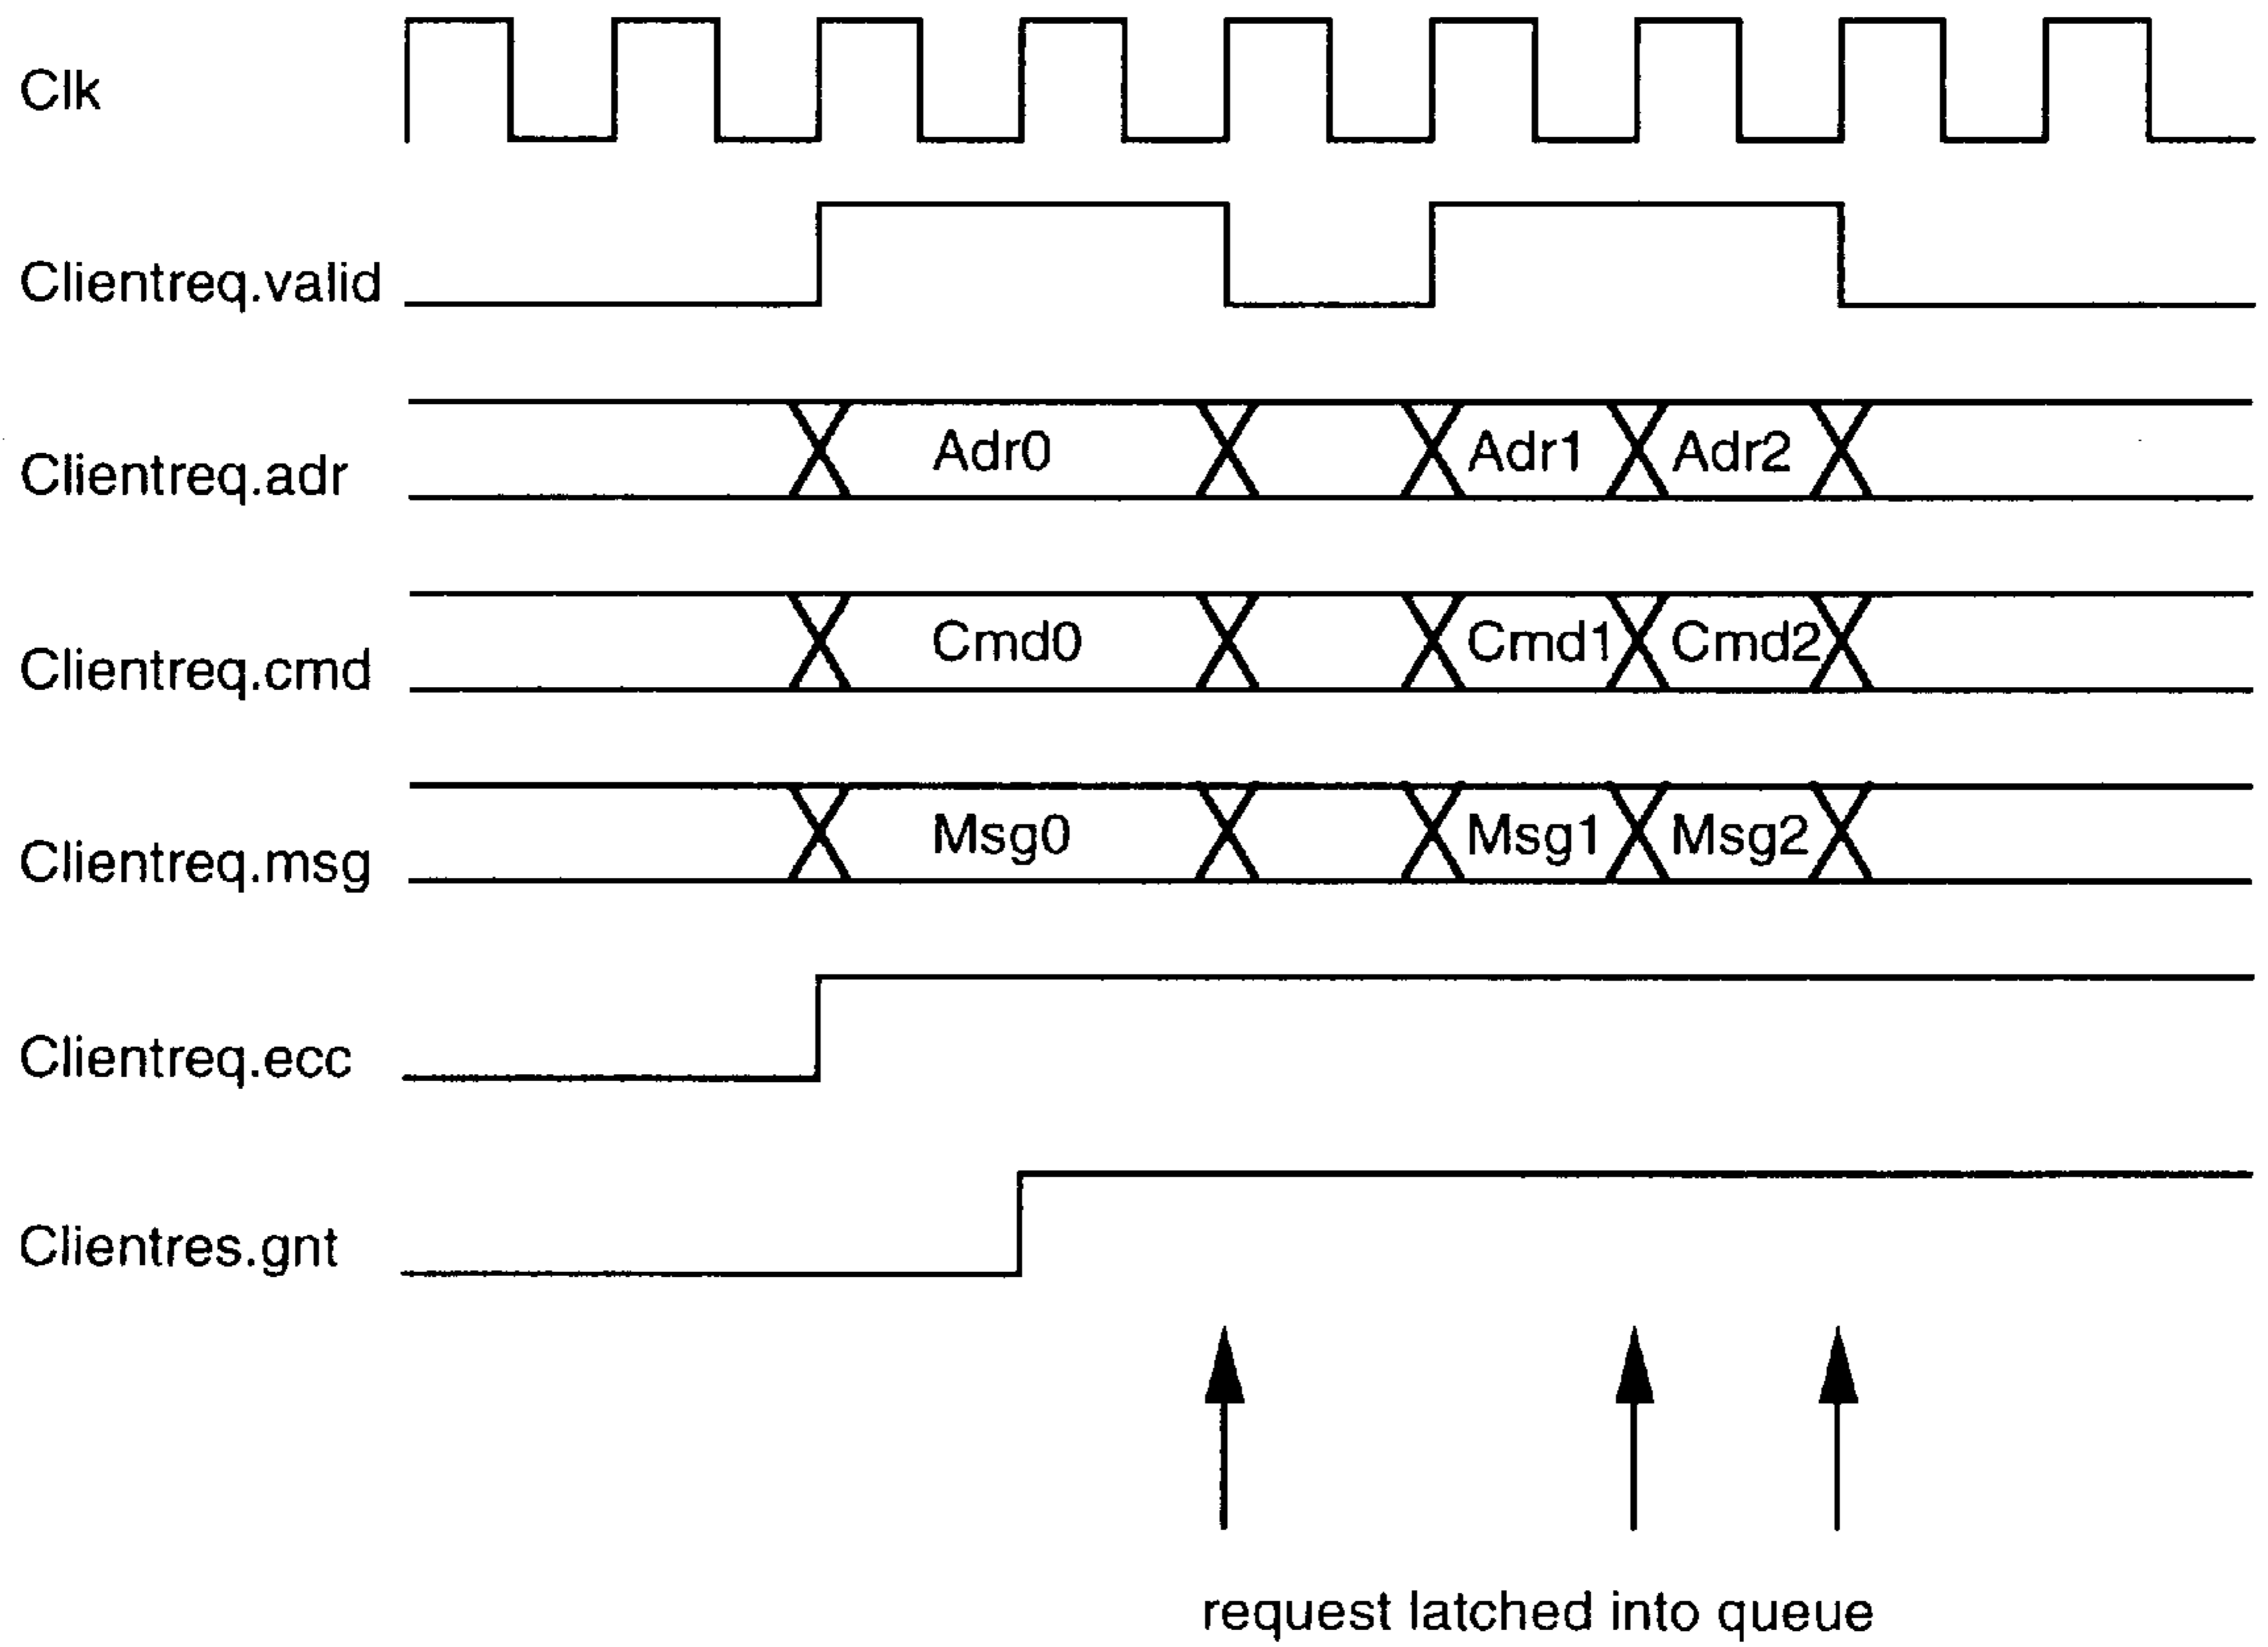 Clk
Clientreq.valid
Clientreq.adr
Adr0 Adr1 Adr2
Clientreq.cmd
Cmd0 Cmd1 Cmd2
Clientreq.msg
Msg0 Msg1 Msg2
Clientreq.ecc
Clientres.gnt
request latched into queue